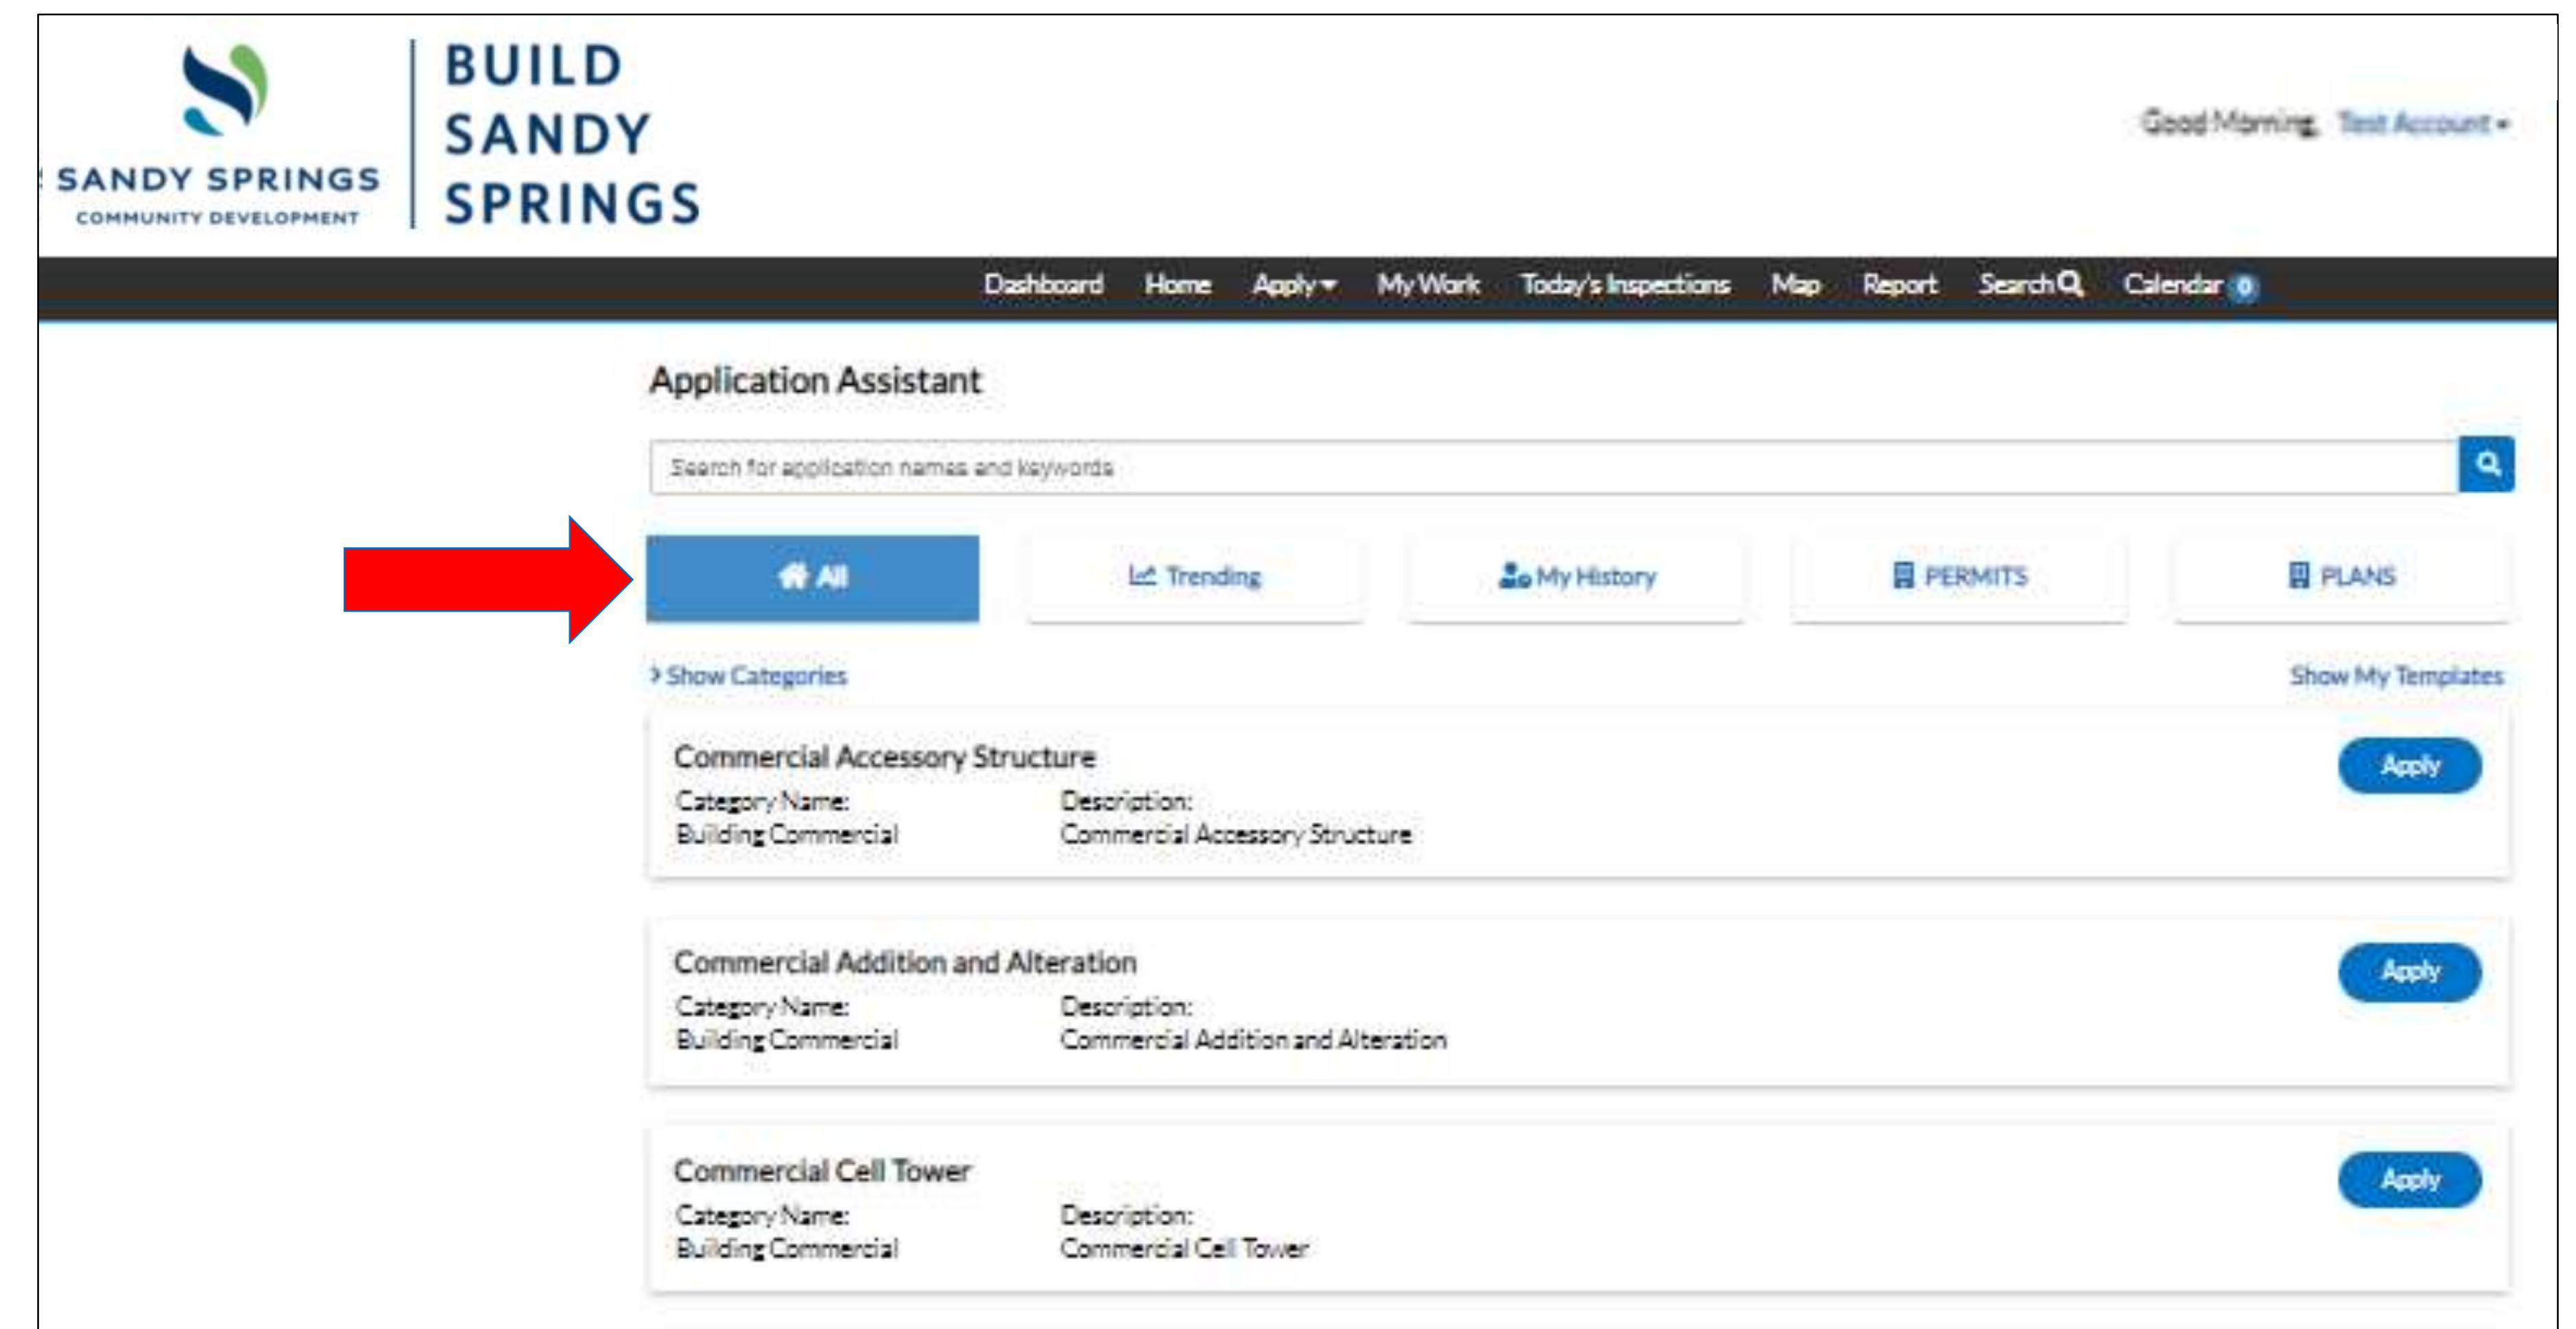 SANDY SPRINGS
COMMUNITY DEVELOPMENT
BUILD
SANDY
SPRINGS
Good Morning, Test Account
Dashboard Home Apply My Work Today's Inspections Map Report Search Calendar 0
Application Assistant
Search for application names and keywords
All Trending My History PERMITS PLANS
> Show Categories Show My Templates
Commercial Accessory Structure Apply
Category Name: Description:
Building Commercial Commercial Accessory Structure
Commercial Addition and Alteration Apply
Category Name: Description:
Building Commercial Commercial Addition and Alteration
Commercial Cell Tower Apply
Category Name: Description:
Building Commercial Commercial Cell Tower